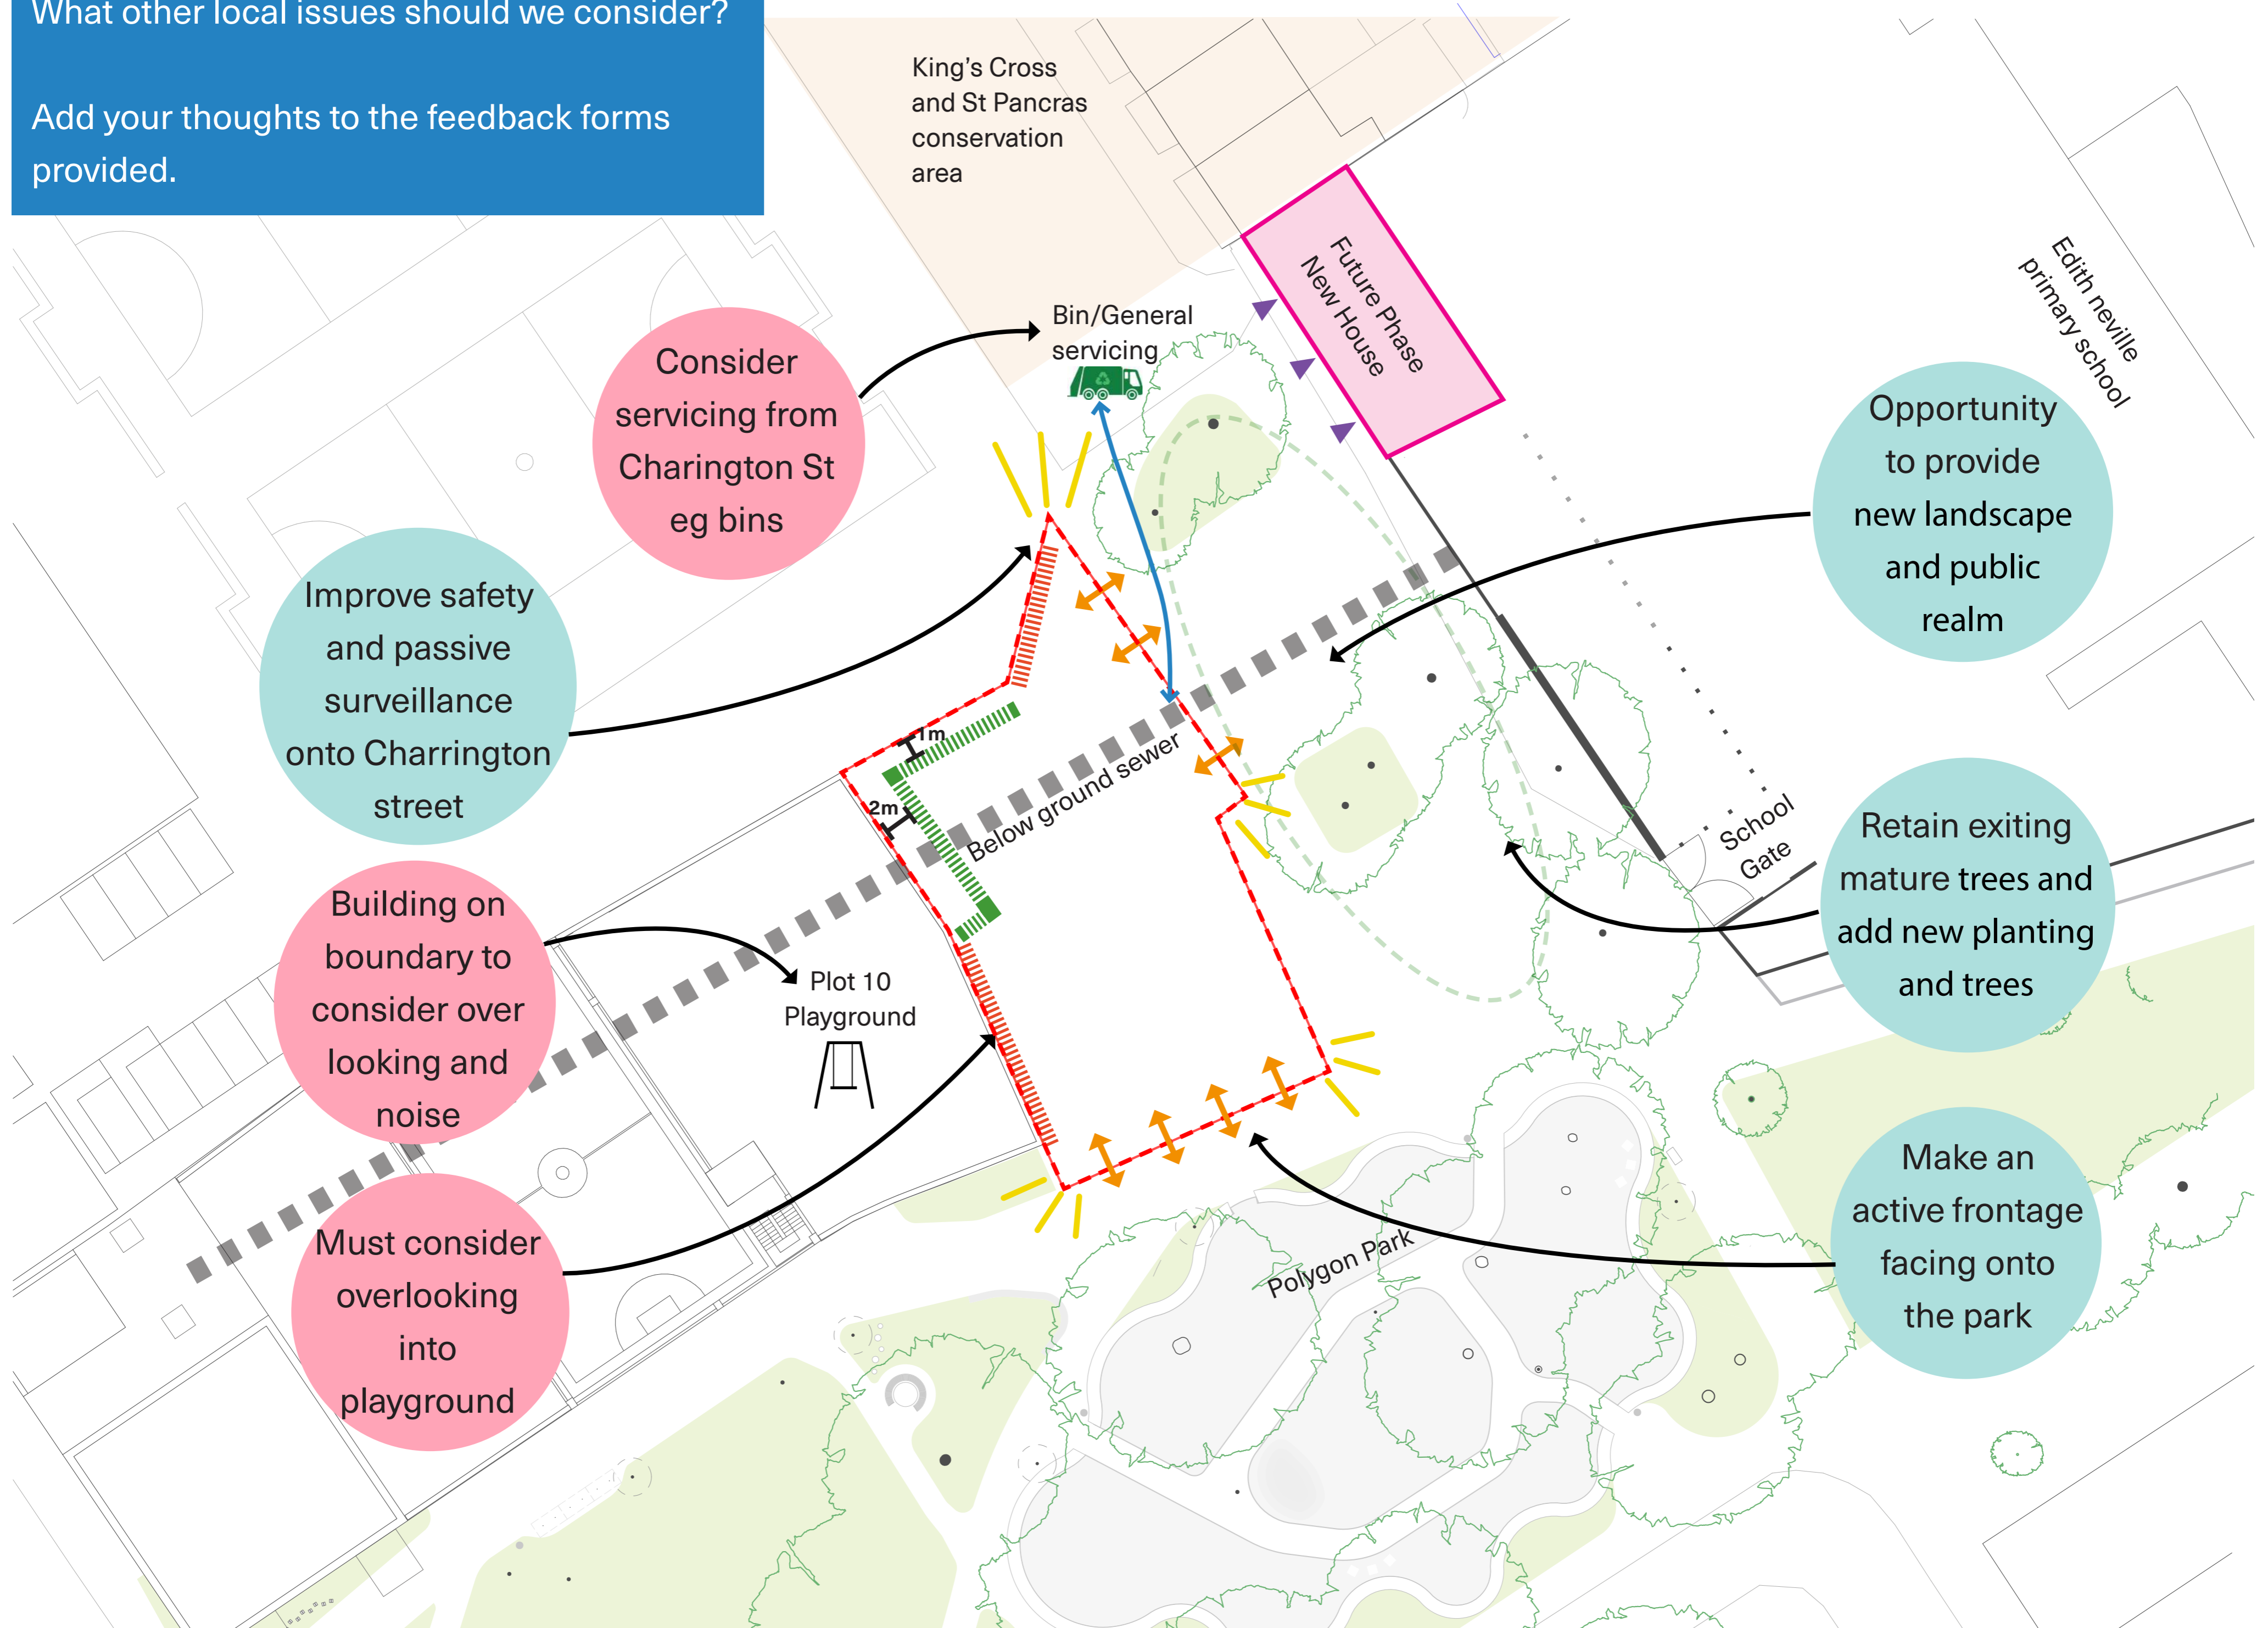 What other local issues should we consider?
Add your thoughts to the feedback forms
provided.
King's Cross
and St Pancras
conservation
area
Future Phase
New House
Edith neville
primary school
Bin/General
servicing
Consider
servicing from
Charington St
eg bins
Opportunity
to provide
new landscape
and public
realm
Improve safety
and passive
surveillance
onto Charrington
street
1m
2m
Below ground sewer
School
Gate
Retain exiting
mature trees and
add new planting
and trees
Building on
boundary to
consider over
looking and
noise
Plot 10
Playground
Must consider
overlooking
into
playground
Polygon Park
Make an
active frontage
facing onto
the park